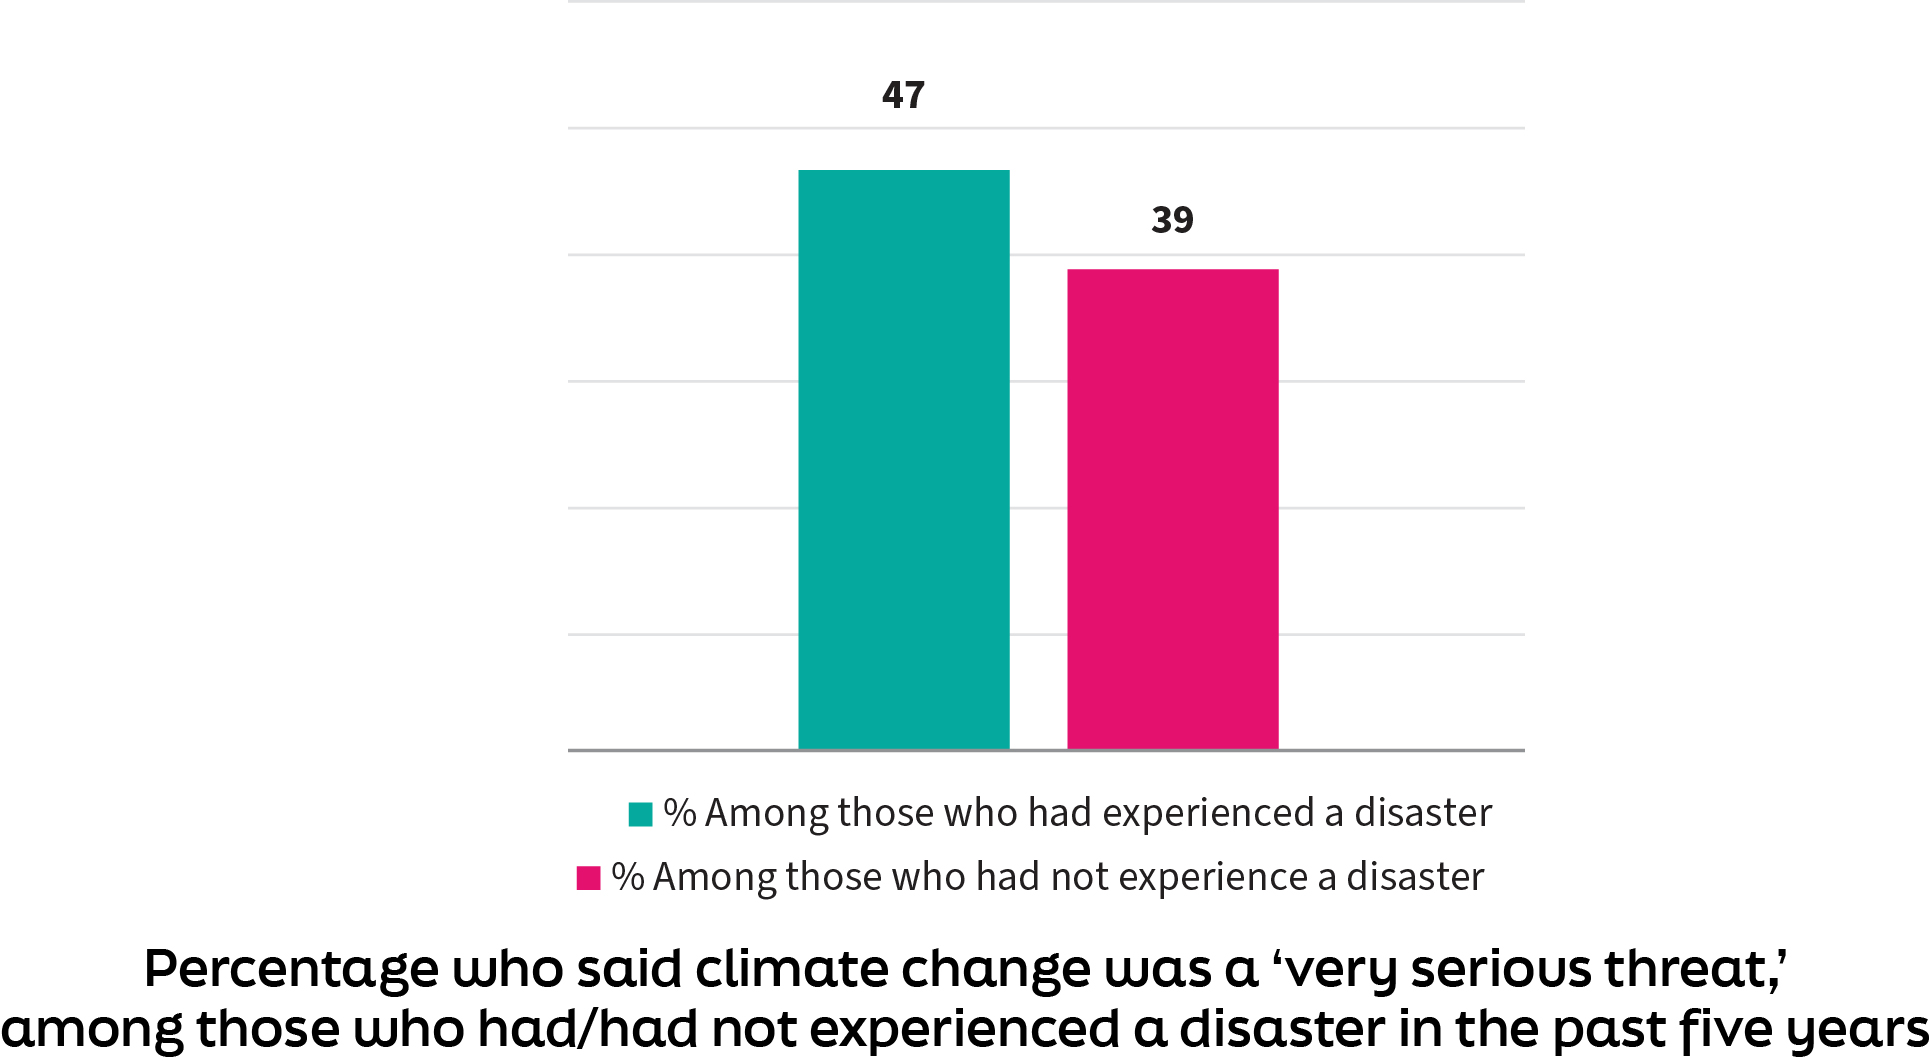 47
39
% Among those who had experienced a disaster
% Among those who had not experience a disaster
Percentage who said climate change was a ‘very serious threat,’
among those who had/had not experienced a disaster in the past five years